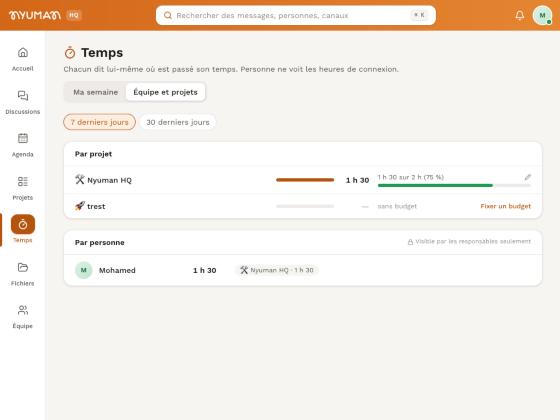 NYUMAN HQ
Rechercher des messages, personnes, canaux
⌘ K
M
Accueil
Discussions
Agenda
Projets
Temps
Fichiers
Équipe
Temps
Chacun dit lui-même où est passé son temps. Personne ne voit les heures de connexion.
Ma semaine Équipe et projets
7 derniers jours 30 derniers jours
Par projet
🛠 Nyuman HQ 1 h 30 1 h 30 sur 2 h (75 %)
🚀 trest — sans budget Fixer un budget
Par personne Visible par les responsables seulement
M Mohamed 1 h 30 🛠 Nyuman HQ · 1 h 30